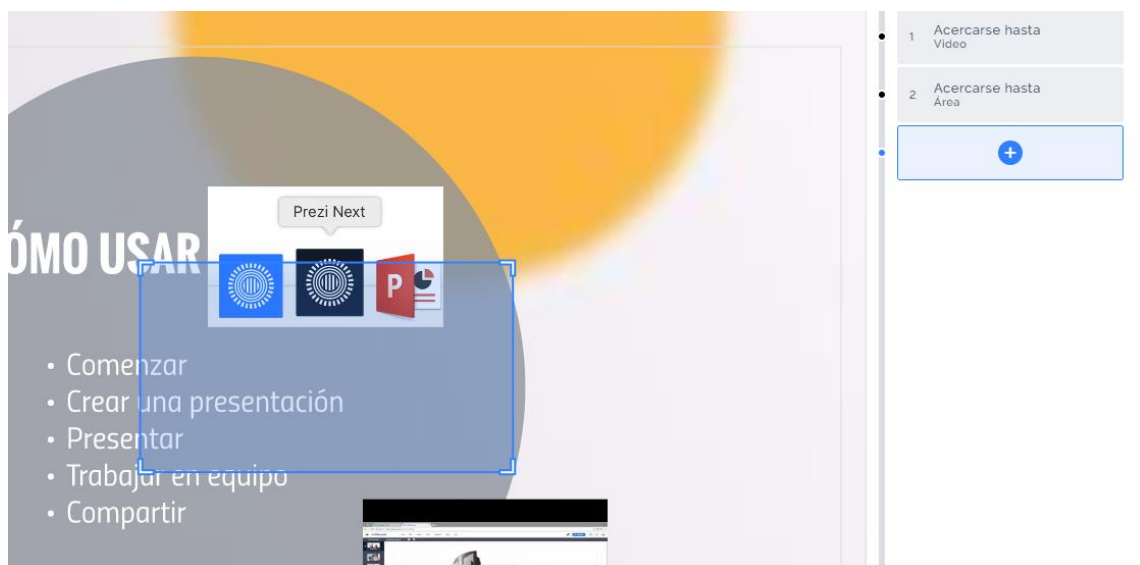 Prezi Next
ÓMO USAR
P
• Comenzar
• Crear una presentación
• Presentar
• Trabajar en equipo
• Compartir
1 Acercarse hasta
Video
2 Acercarse hasta
Área